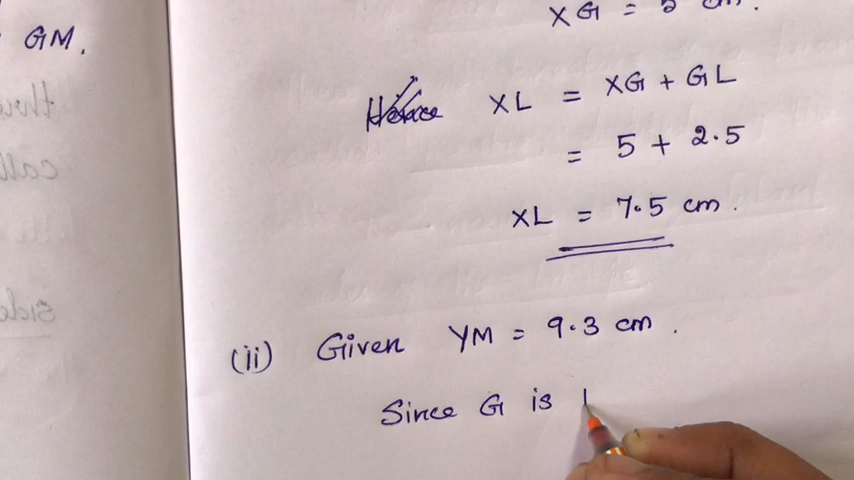 GM.
XG = 5 cm.
XL = XG + GL
= 5 + 2.5
XL = 7.5 cm.
(ii) Given YM = 9.3 cm.
Since G is